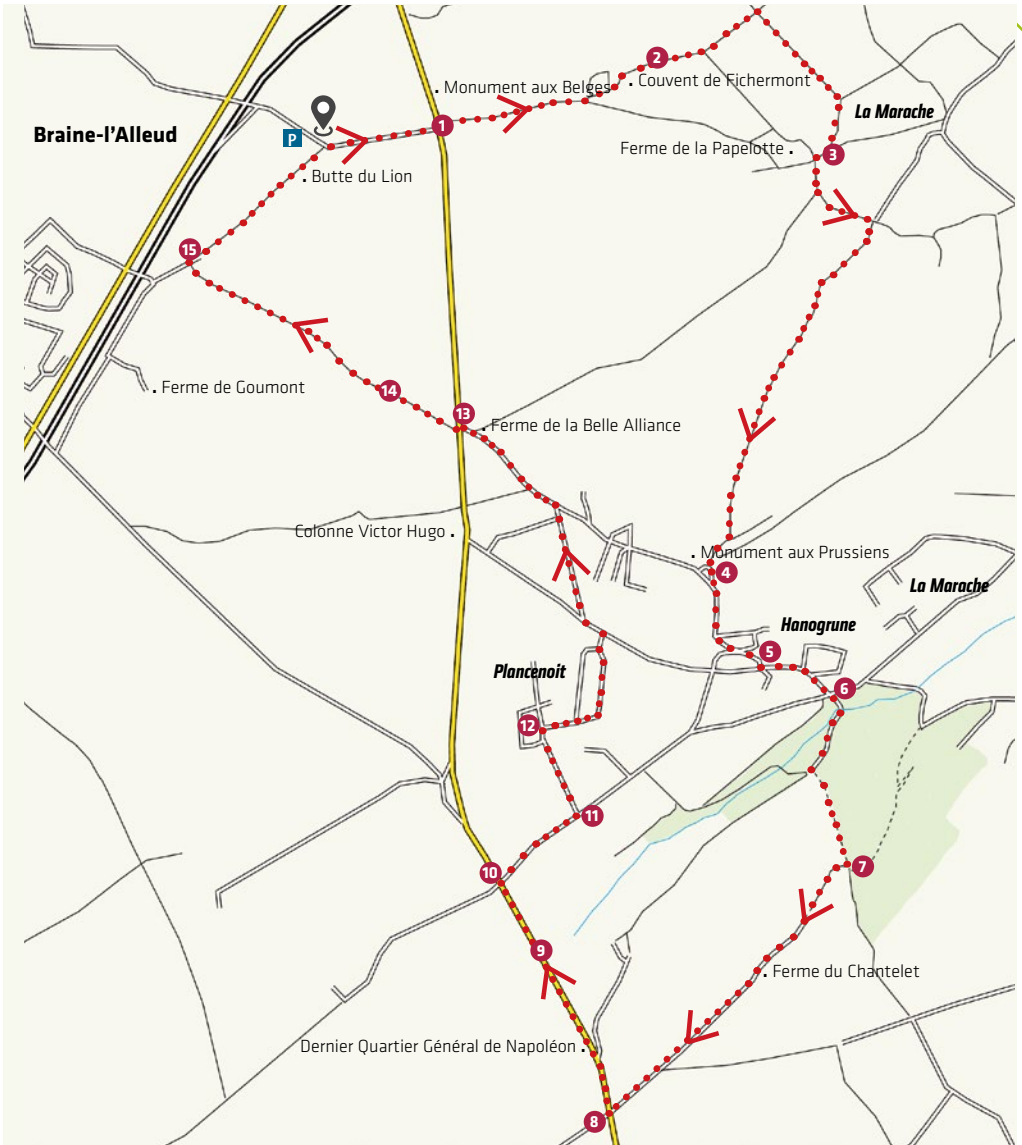 2
. Monument aux Belges
. Couvent de Fichermont
La Marache
1
Braine-l'Alleud
P
Ferme de la Papelotte .
3
. Butte du Lion
15
. Ferme de Goumont
14
13
. Ferme de la Belle Alliance
Colonne Victor Hugo .
. Monument aux Prussiens
4
La Marache
Hanogrune
5
Plancenoit
6
12
11
7
10
9
. Ferme du Chantelet
Dernier Quartier Général de Napoléon .
8